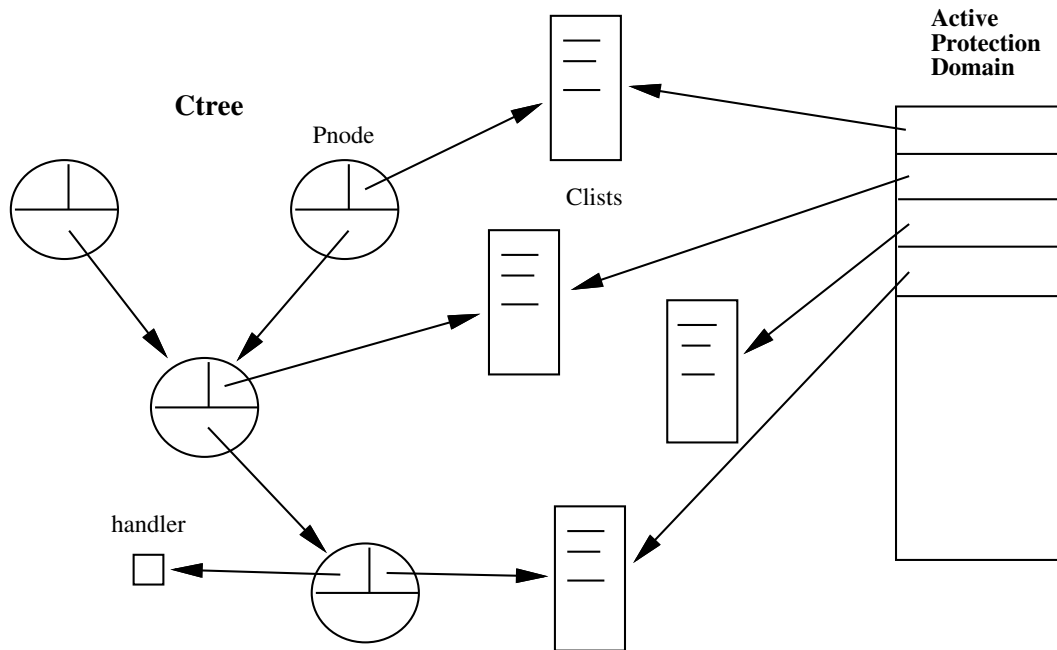 Active
Protection
Domain
Ctree
Pnode
Clists
handler